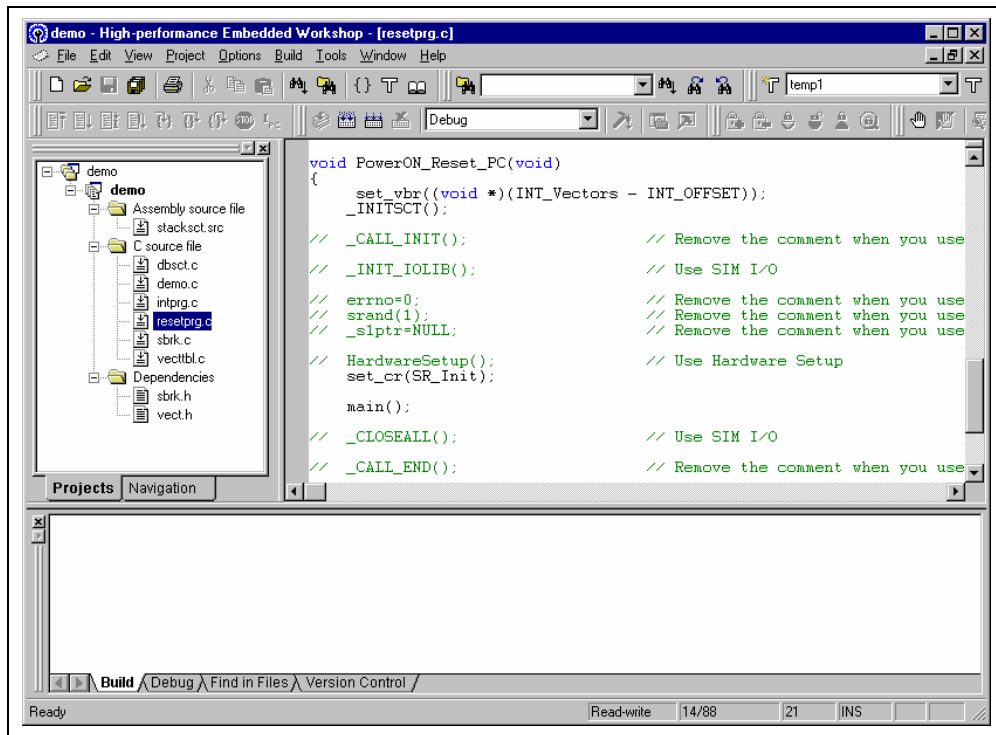 demo - High-performance Embedded Workshop - [resetprg.c]
File Edit View Project Options Build Tools Window Help
temp1
Debug
demo
demo
Assembly source file
stacksct.src
C source file
dbsct.c
demo.c
intprg.c
resetprg.c
sbrk.c
vecttbl.c
Dependencies
sbrk.h
vect.h
Projects Navigation
void PowerON_Reset_PC(void)
{
set_vbr((void *)(INT_Vectors - INT_OFFSET));
_INITSCT();
// _CALL_INIT(); // Remove the comment when you use
// _INIT_IOLIB(); // Use SIM I/O
// errno=0; // Remove the comment when you use
// srand(1); // Remove the comment when you use
// _s1ptr=NULL; // Remove the comment when you use
// HardwareSetup(); // Use Hardware Setup
set_cr(SR_Init);
main();
// _CLOSEALL(); // Use SIM I/O
// _CALL_END(); // Remove the comment when you use
Build Debug Find in Files Version Control
Ready Read-write 14/88 21 INS